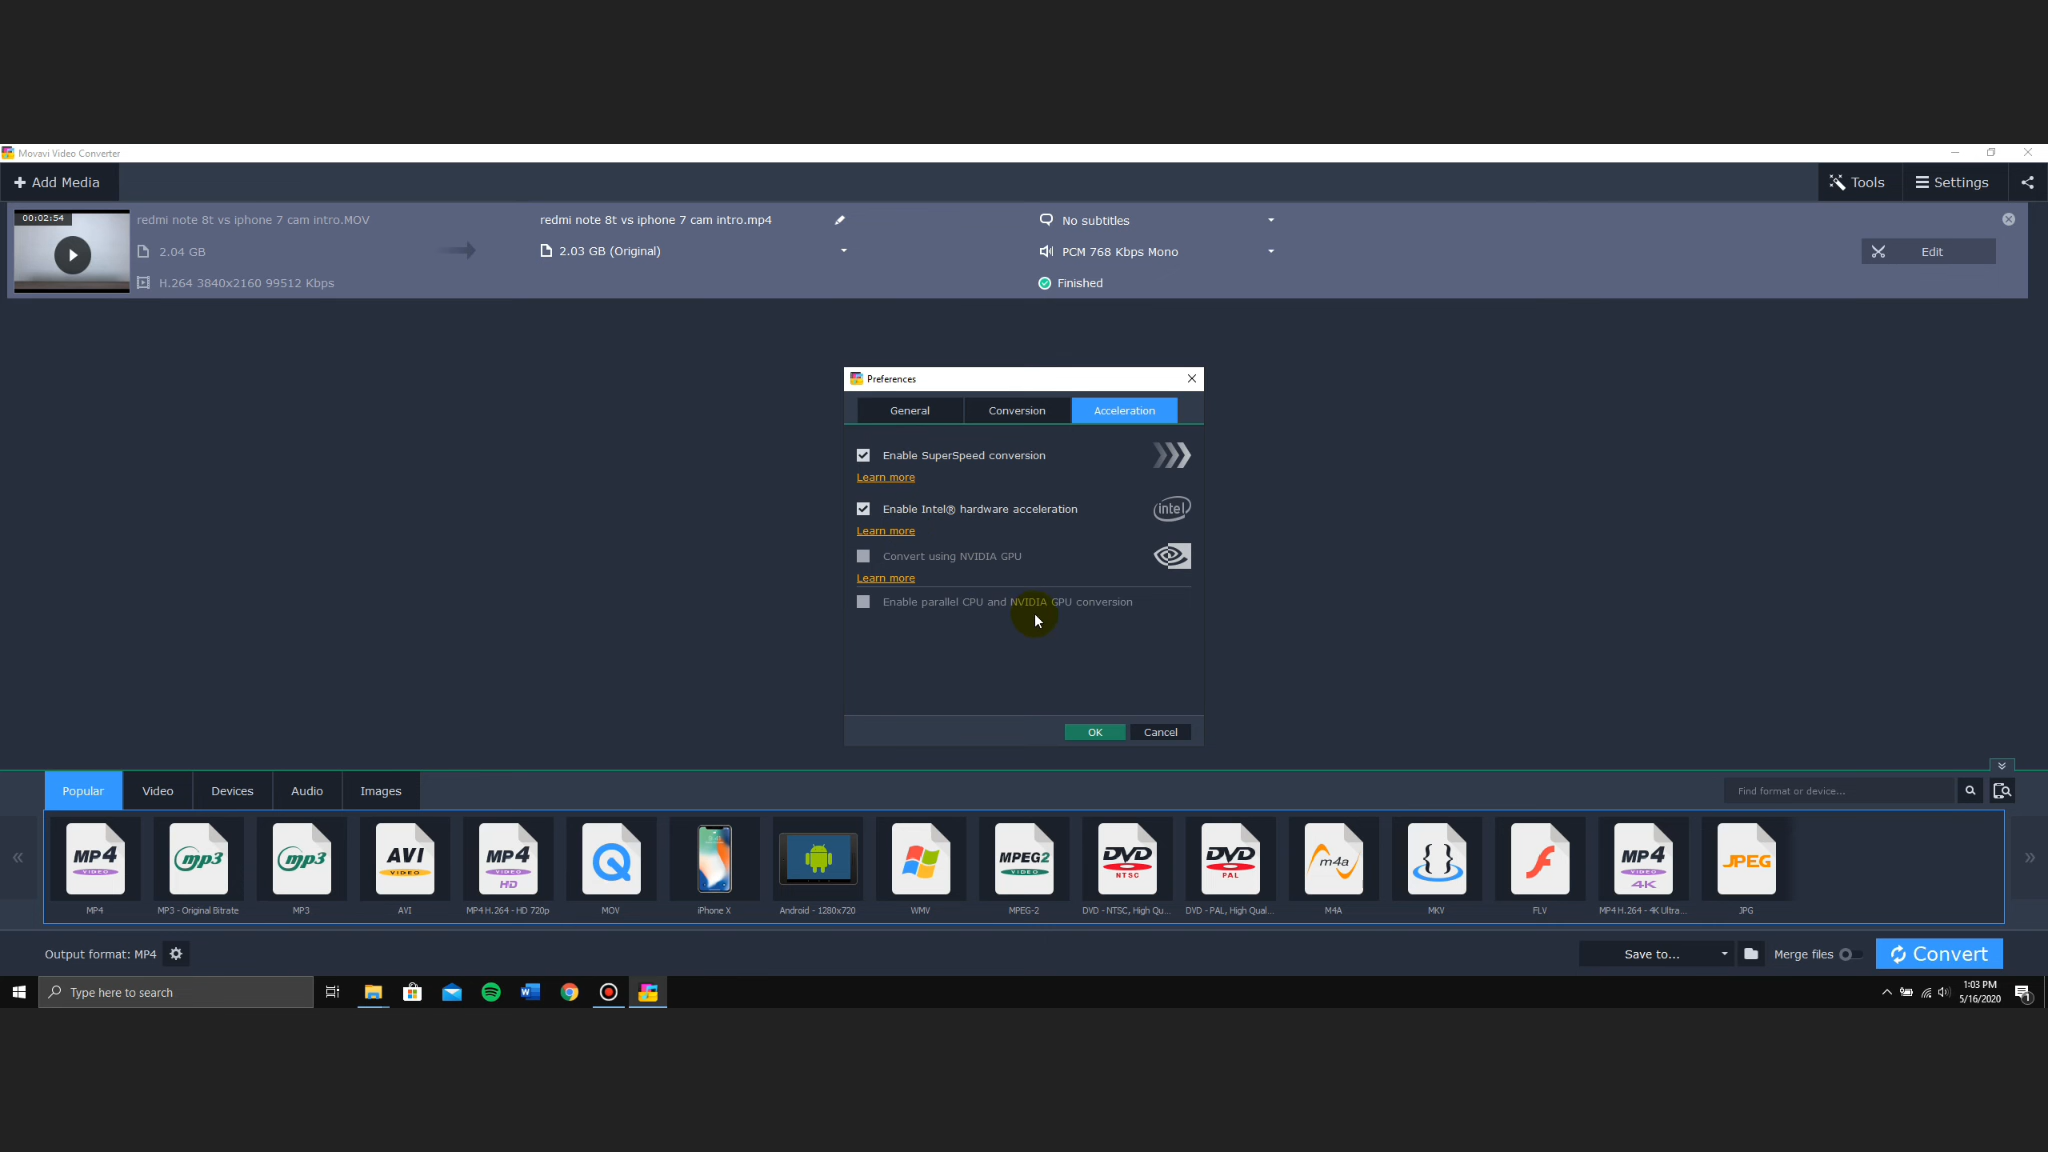 Movavi Video Converter
Add Media
Tools
Settings
00:02:54
redmi note 8t vs iphone 7 cam intro.MOV
redmi note 8t vs iphone 7 cam intro.mp4
No subtitles
2.04 GB
2.03 GB (Original)
PCM 768 Kbps Mono
Edit
H.264 3840x2160 99512 Kbps
Finished
Preferences
General
Conversion
Acceleration
Enable SuperSpeed conversion
Learn more
Enable Intel® hardware acceleration
intel
Learn more
Convert using NVIDIA GPU
Learn more
Enable parallel CPU and NVIDIA GPU conversion
OK
Cancel
Popular
Video
Devices
Audio
Images
Find format or device...
MP4 VIDEO
mp3
mp3
AVI VIDEO
MP4 VIDEO HD
MPEG2 VIDEO
DVD NTSC
DVD PAL
m4a
{ }
MP4 VIDEO 4K
JPEG
MP4
MP3 - Original Bitrate
MP3
AVI
MP4 H.264 - HD 720p
MOV
iPhone X
Android - 1280x720
WMV
MPEG-2
DVD - NTSC, High Qu...
DVD - PAL, High Qual...
M4A
MKV
FLV
MP4 H.264 - 4K Ultra...
JPG
Output format: MP4
Save to...
Merge files
Convert
Type here to search
1:03 PM
5/16/2020
1